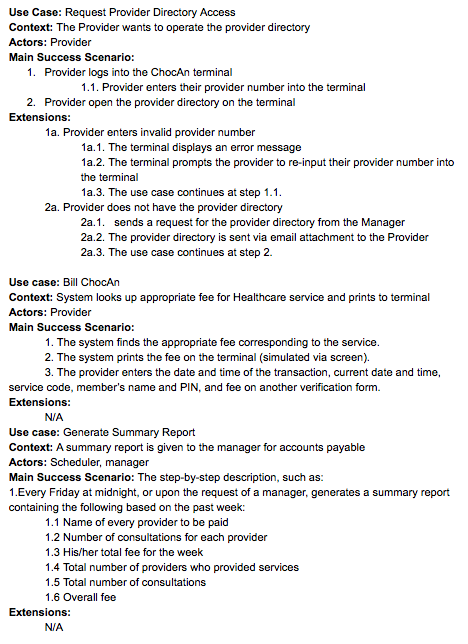 Use Case: Request Provider Directory Access
Context: The Provider wants to operate the provider directory
Actors: Provider
Main Success Scenario:
1. Provider logs into the ChocAn terminal
1.1. Provider enters their provider number into the terminal
2. Provider open the provider directory on the terminal
Extensions:
1a. Provider enters invalid provider number
1a.1. The terminal displays an error message
1a.2. The terminal prompts the provider to re-input their provider number into
the terminal
1a.3. The use case continues at step 1.1.
2a. Provider does not have the provider directory
2a.1. sends a request for the provider directory from the Manager
2a.2. The provider directory is sent via email attachment to the Provider
2a.3. The use case continues at step 2.
Use case: Bill ChocAn
Context: System looks up appropriate fee for Healthcare service and prints to terminal
Actors: Provider
Main Success Scenario:
1. The system finds the appropriate fee corresponding to the service.
2. The system prints the fee on the terminal (simulated via screen).
3. The provider enters the date and time of the transaction, current date and time,
service code, member's name and PIN, and fee on another verification form.
Extensions:
N/A
Use case: Generate Summary Report
Context: A summary report is given to the manager for accounts payable
Actors: Scheduler, manager
Main Success Scenario: The step-by-step description, such as:
1.Every Friday at midnight, or upon the request of a manager, generates a summary report
containing the following based on the past week:
1.1 Name of every provider to be paid
1.2 Number of consultations for each provider
1.3 His/her total fee for the week
1.4 Total number of providers who provided services
1.5 Total number of consultations
1.6 Overall fee
Extensions:
N/A